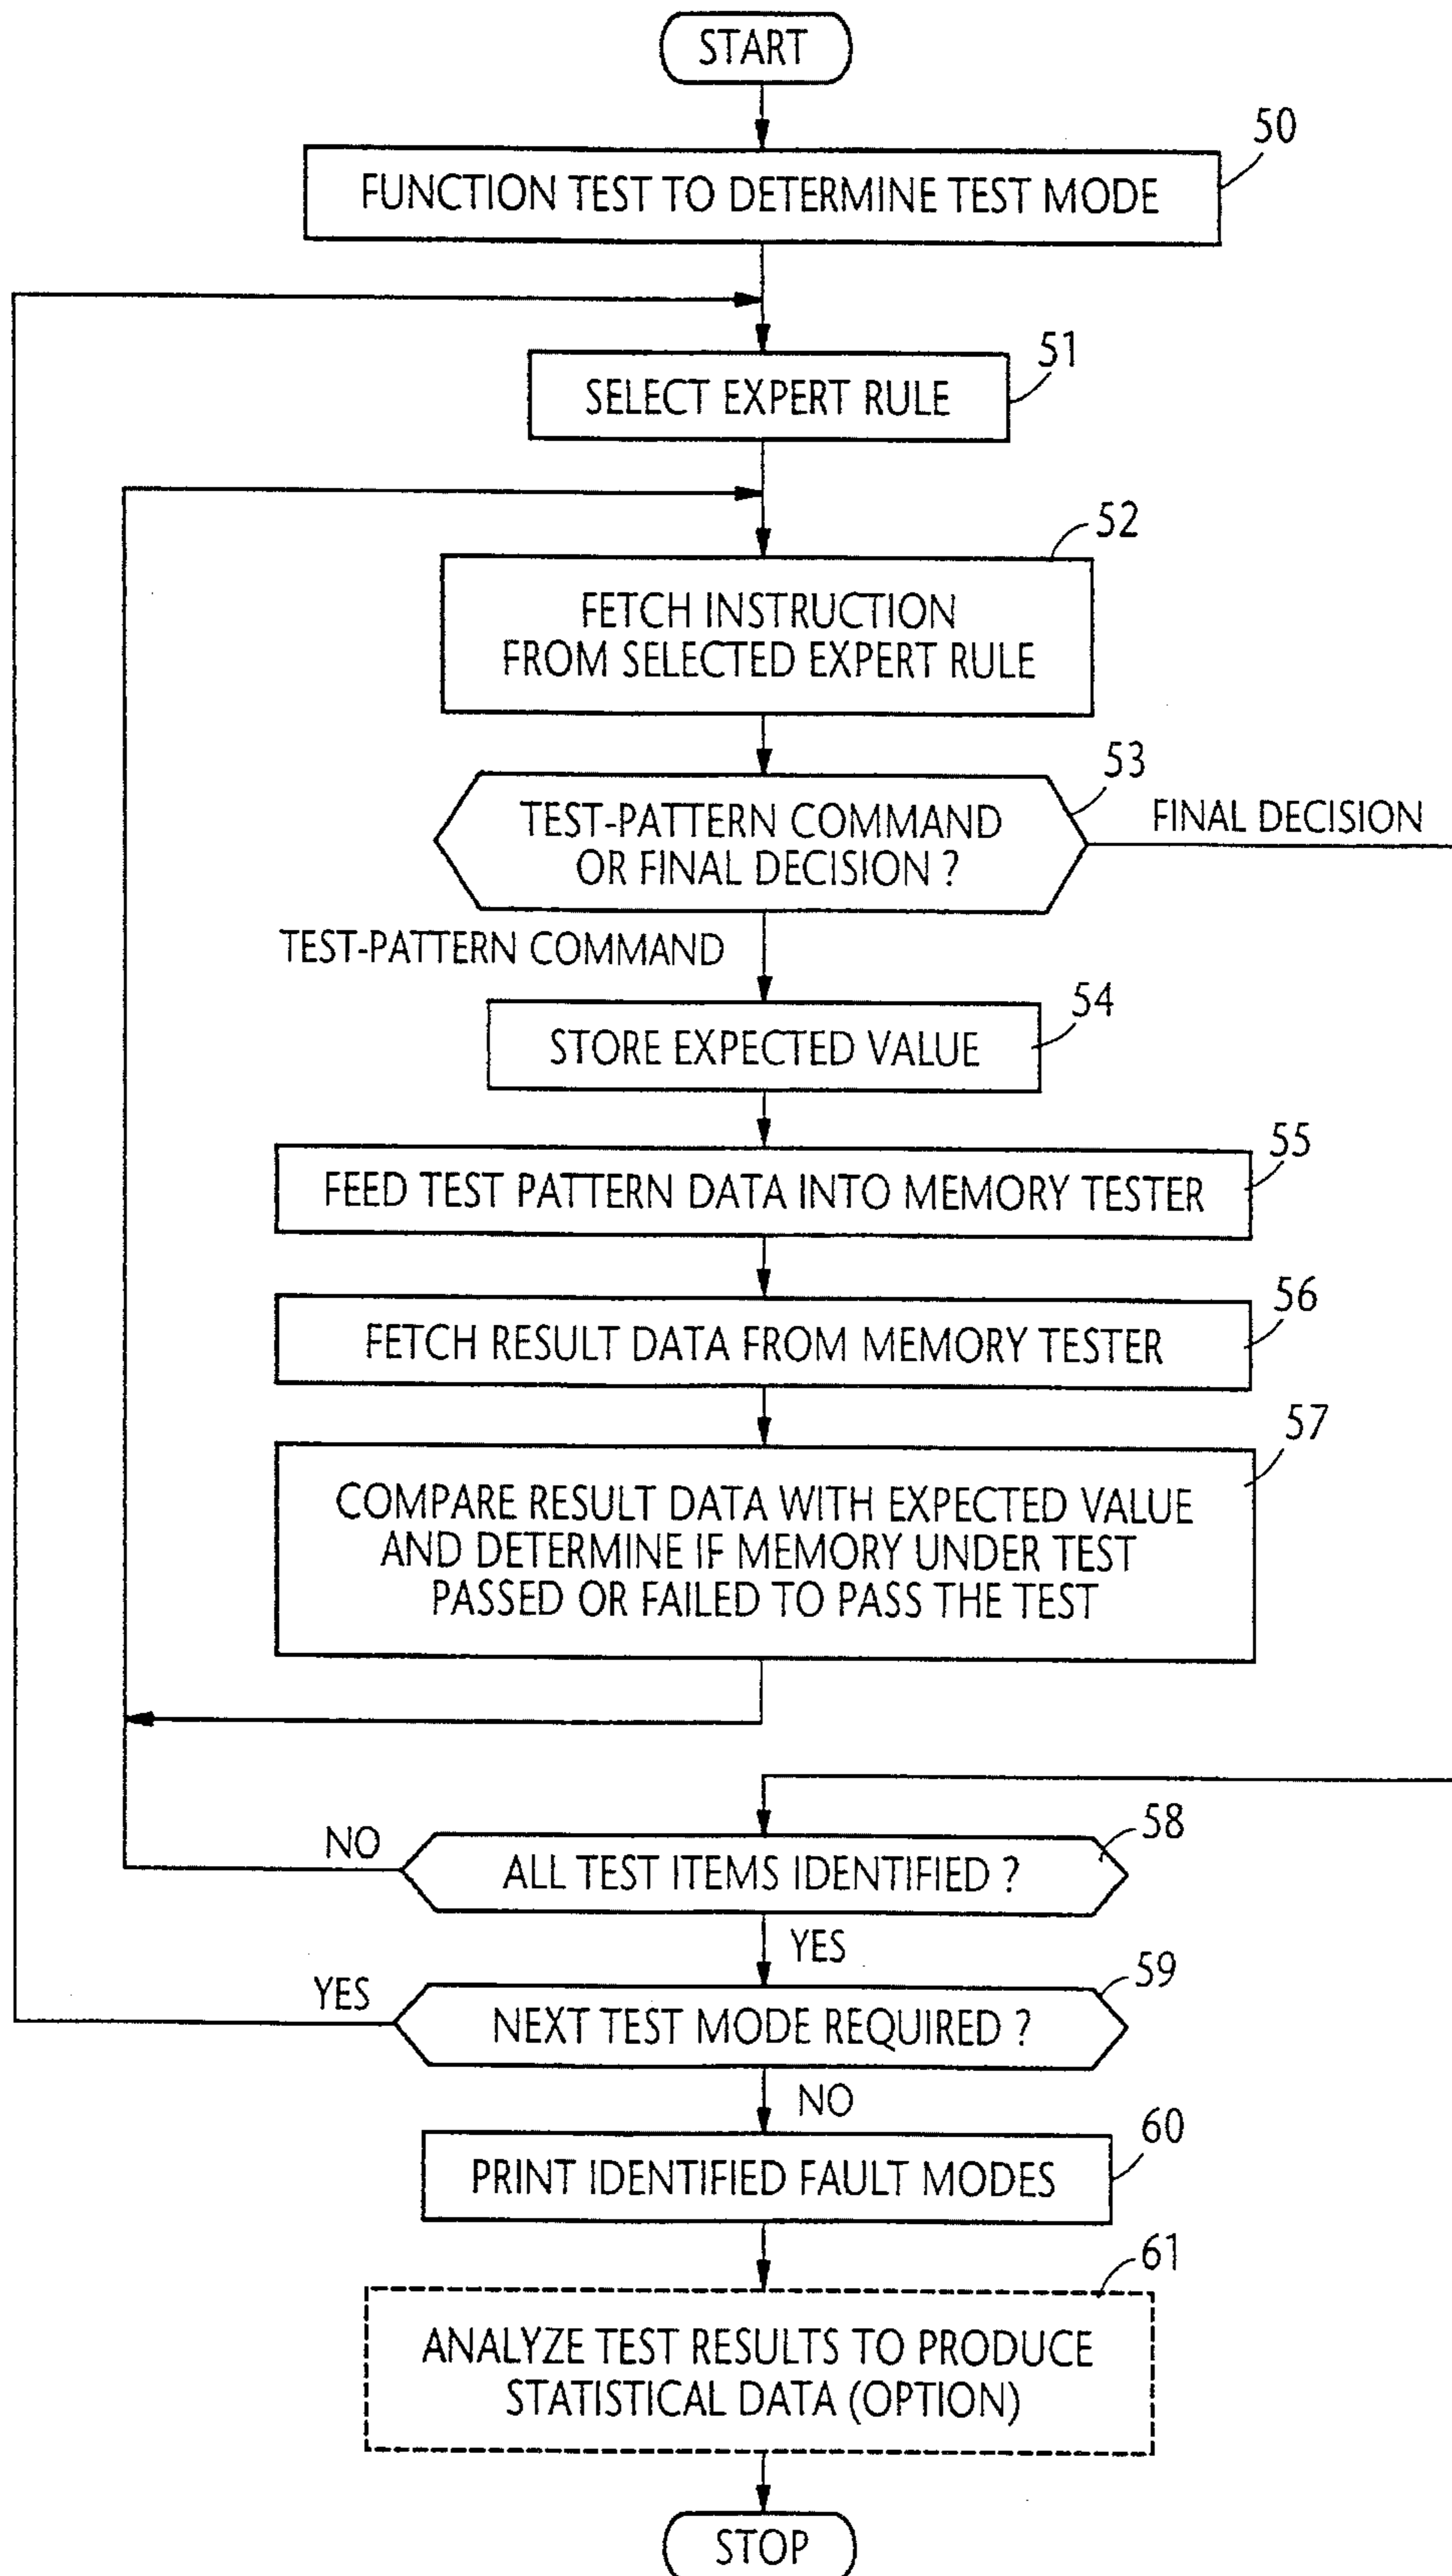 START
50
FUNCTION TEST TO DETERMINE TEST MODE
51
SELECT EXPERT RULE
52
FETCH INSTRUCTION
FROM SELECTED EXPERT RULE
53
TEST-PATTERN COMMAND
OR FINAL DECISION ?
FINAL DECISION
TEST-PATTERN COMMAND
54
STORE EXPECTED VALUE
55
FEED TEST PATTERN DATA INTO MEMORY TESTER
56
FETCH RESULT DATA FROM MEMORY TESTER
57
COMPARE RESULT DATA WITH EXPECTED VALUE
AND DETERMINE IF MEMORY UNDER TEST
PASSED OR FAILED TO PASS THE TEST
58
NO
ALL TEST ITEMS IDENTIFIED ?
YES
59
YES
NEXT TEST MODE REQUIRED ?
NO
60
PRINT IDENTIFIED FAULT MODES
61
ANALYZE TEST RESULTS TO PRODUCE
STATISTICAL DATA (OPTION)
STOP